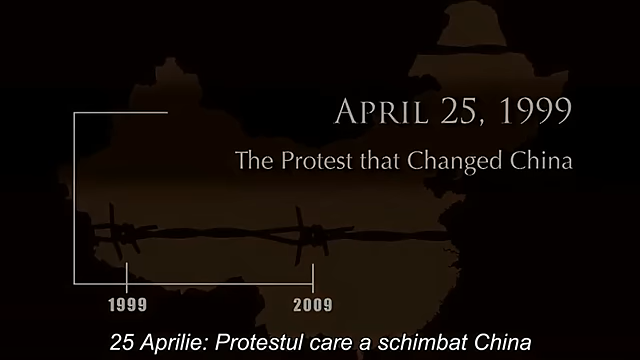 April 25, 1999
The Protest that Changed China
1999
2009
25 Aprilie: Protestul care a schimbat China